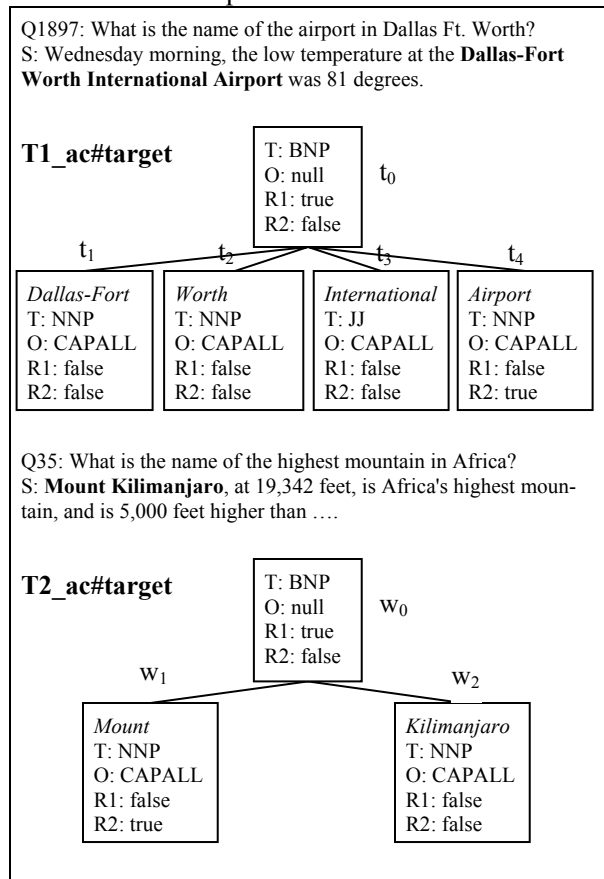 Q1897: What is the name of the airport in Dallas Ft. Worth?
S: Wednesday morning, the low temperature at the Dallas-Fort
Worth International Airport was 81 degrees.
T1_ac#target
T: BNP
O: null
R1: true
R2: false
t0
t1
t2
t3
t4
Dallas-Fort
T: NNP
O: CAPALL
R1: false
R2: false
Worth
T: NNP
O: CAPALL
R1: false
R2: false
International
T: JJ
O: CAPALL
R1: false
R2: false
Airport
T: NNP
O: CAPALL
R1: false
R2: true
Q35: What is the name of the highest mountain in Africa?
S: Mount Kilimanjaro, at 19,342 feet, is Africa's highest moun-
tain, and is 5,000 feet higher than ….
T2_ac#target
T: BNP
O: null
R1: true
R2: false
w0
w1
w2
Mount
T: NNP
O: CAPALL
R1: false
R2: true
Kilimanjaro
T: NNP
O: CAPALL
R1: false
R2: false